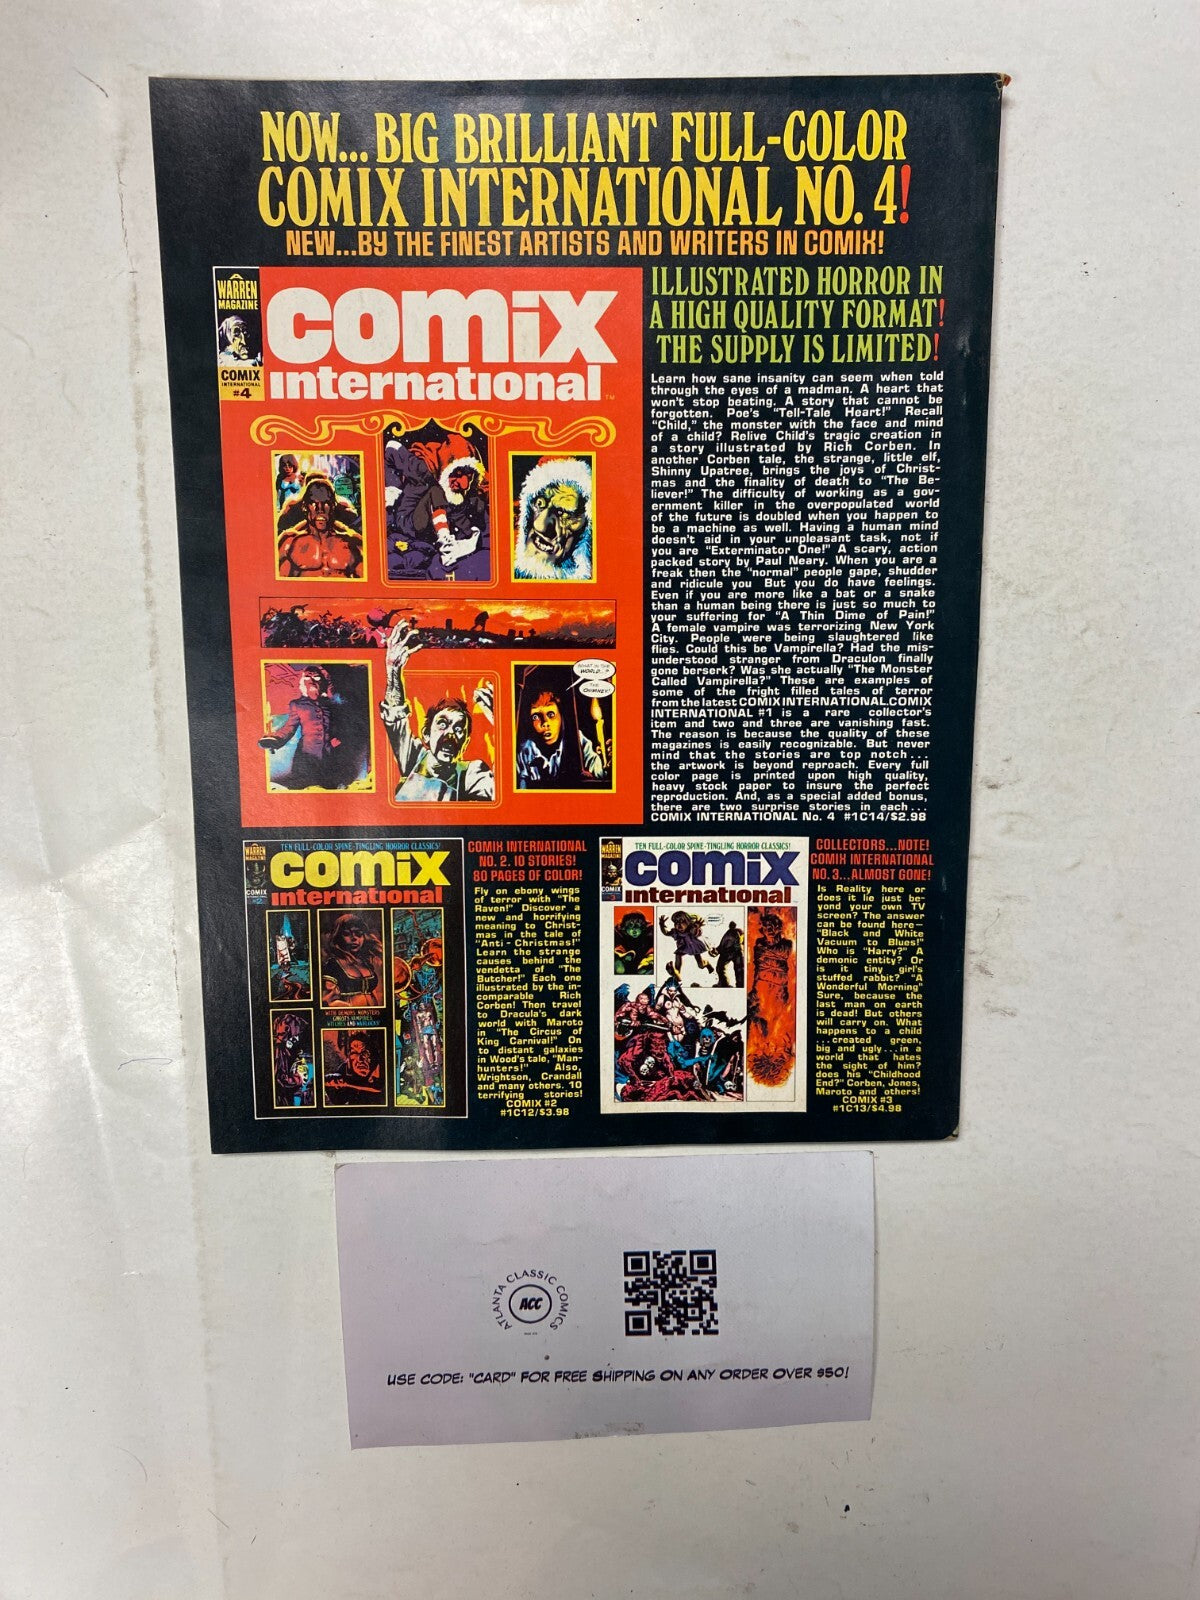 NOW... BIG BRILLIANT FULL-COLOR
COMIX INTERNATIONAL NO. 4!
NEW...BY THE FINEST ARTISTS AND WRITERS IN COMIX!
A
WARREN
MAGAZINE
COMIX
INTERNATIONAL
#4
comix
international
TM
WHAT IN THE
WORLD..?
THE
CHIMNEY!
ILLUSTRATED HORROR IN
A HIGH QUALITY FORMAT!
THE SUPPLY IS LIMITED!
Learn how sane insanity can seem when told
through the eyes of a madman. A heart that
won't stop beating. A story that cannot be
forgotten. Poe's "Tell-Tale Heart!" Recall
"Child," the monster with the face and mind
of a child? Relive Child's tragic creation in
a story illustrated by Rich Corben. In
another Corben tale, the strange, little elf,
Shinny Upatree, brings the joys of Christ-
mas and the finality of death to "The Be-
liever!" The difficulty of working as a gov-
ernment killer in the overpopulated world
of the future is doubled when you happen to
be a machine as well. Having a human mind
doesn't aid in your unpleasant task, not if
you are "Exterminator One!" A scary, action
packed story by Paul Neary. When you are a
freak then the "normal" people gape, shudder
and ridicule you But you do have feelings.
Even if you are more like a bat or a snake
than a human being there is just so much to
your suffering for "A Thin Dime of Pain!"
A female vampire was terrorizing New York
City. People were being slaughtered like
flies. Could this be Vampirella? Had the mis-
understood stranger from Draculon finally
gone berserk? Was she actually "The Monster
Called Vampirella?" These are examples of
some of the fright filled tales of terror
from the latest COMIX INTERNATIONAL.COMIX
INTERNATIONAL #1 is a rare collector's
item and two and three are vanishing fast.
The reason is because the quality of these
magazines is easily recognizable. But never
mind that the stories are top notch...
the artwork is beyond reproach. Every full
color page is printed upon high quality,
heavy stock paper to insure the perfect
reproduction. And, as a special added bonus,
there are two surprise stories in each...
COMIX INTERNATIONAL No. 4 #1C14/$2.98
TEN FULL-COLOR SPINE-TINGLING HORROR CLASSICS!
WARREN
MAGAZINE
COMIX
#2
comix
international
WITH DEMONS, MONSTERS
GHOSTS, VAMPIRES,
WITCHES AND WARLOCKS!
COMIX INTERNATIONAL
NO. 2. 10 STORIES!
80 PAGES OF COLOR!
Fly on ebony wings
of terror with "The
Raven!" Discover a
new and horrifying
meaning to Christ-
mas in the tale of
"Anti - Christmas!"
Learn the strange
causes behind the
vendetta of "The
Butcher!" Each one
illustrated by the in-
comparable Rich
Corben! Then travel
to Dracula's dark
world with Maroto
in "The Circus of
King Carnival!" On
to distant galaxies
in Wood's tale, "Man-
hunters!" Also,
Wrightson, Crandall
and many others. 10
terrifying stories!
COMIX #2
#1C12/$3.98
TEN FULL-COLOR SPINE-TINGLING HORROR CLASSICS!
WARREN
MAGAZINE
COMIX
#3
comix
international
COLLECTORS...NOTE!
COMIX INTERNATIONAL
NO. 3...ALMOST GONE!
Is Reality here or
does it lie just be-
yond your own TV
screen? The answer
can be found here—
"Black and White
Vacuum to Blues!"
Who is "Harry?" A
demonic entity? Or
is it tiny girl's
stuffed rabbit? "A
Wonderful Morning"
Sure, because the
last man on earth
is dead! But others
will carry on. What
happens to a child
...created green,
big and ugly...in a
world that hates
the sight of him?
does his "Childhood
End?" Corben, Jones,
Maroto and others!
COMIX #3
#1C13/$4.98
ATLANTA CLASSIC COMICS
ACC
USE CODE: "CARD" FOR FREE SHIPPING ON ANY ORDER OVER $50!